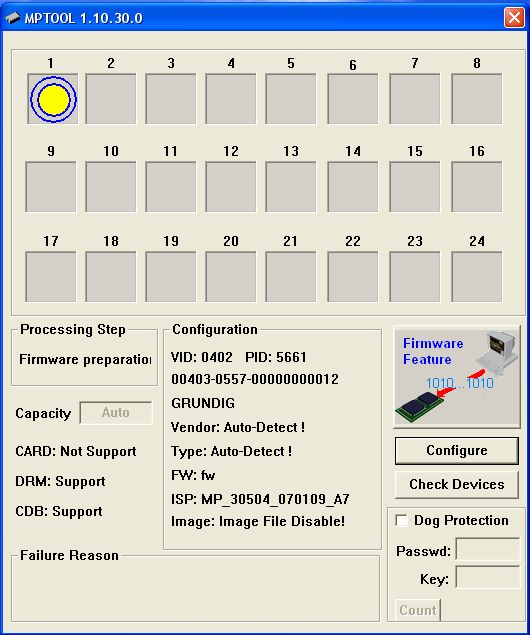 MPTOOL 1.10.30.0
1 2 3 4 5 6 7 8
9 10 11 12 13 14 15 16
17 18 19 20 21 22 23 24
Processing Step
Firmware preparation
Capacity Auto
CARD: Not Support
DRM: Support
CDB: Support
Configuration
VID: 0402 PID: 5661
00403-0557-00000000012
GRUNDIG
Vendor: Auto-Detect !
Type: Auto-Detect !
FW: fw
ISP: MP_30504_070109_A7
Image: Image File Disable!
Firmware
Feature
1010...1010
Configure
Check Devices
Dog Protection
Passwd:
Key:
Count
Failure Reason